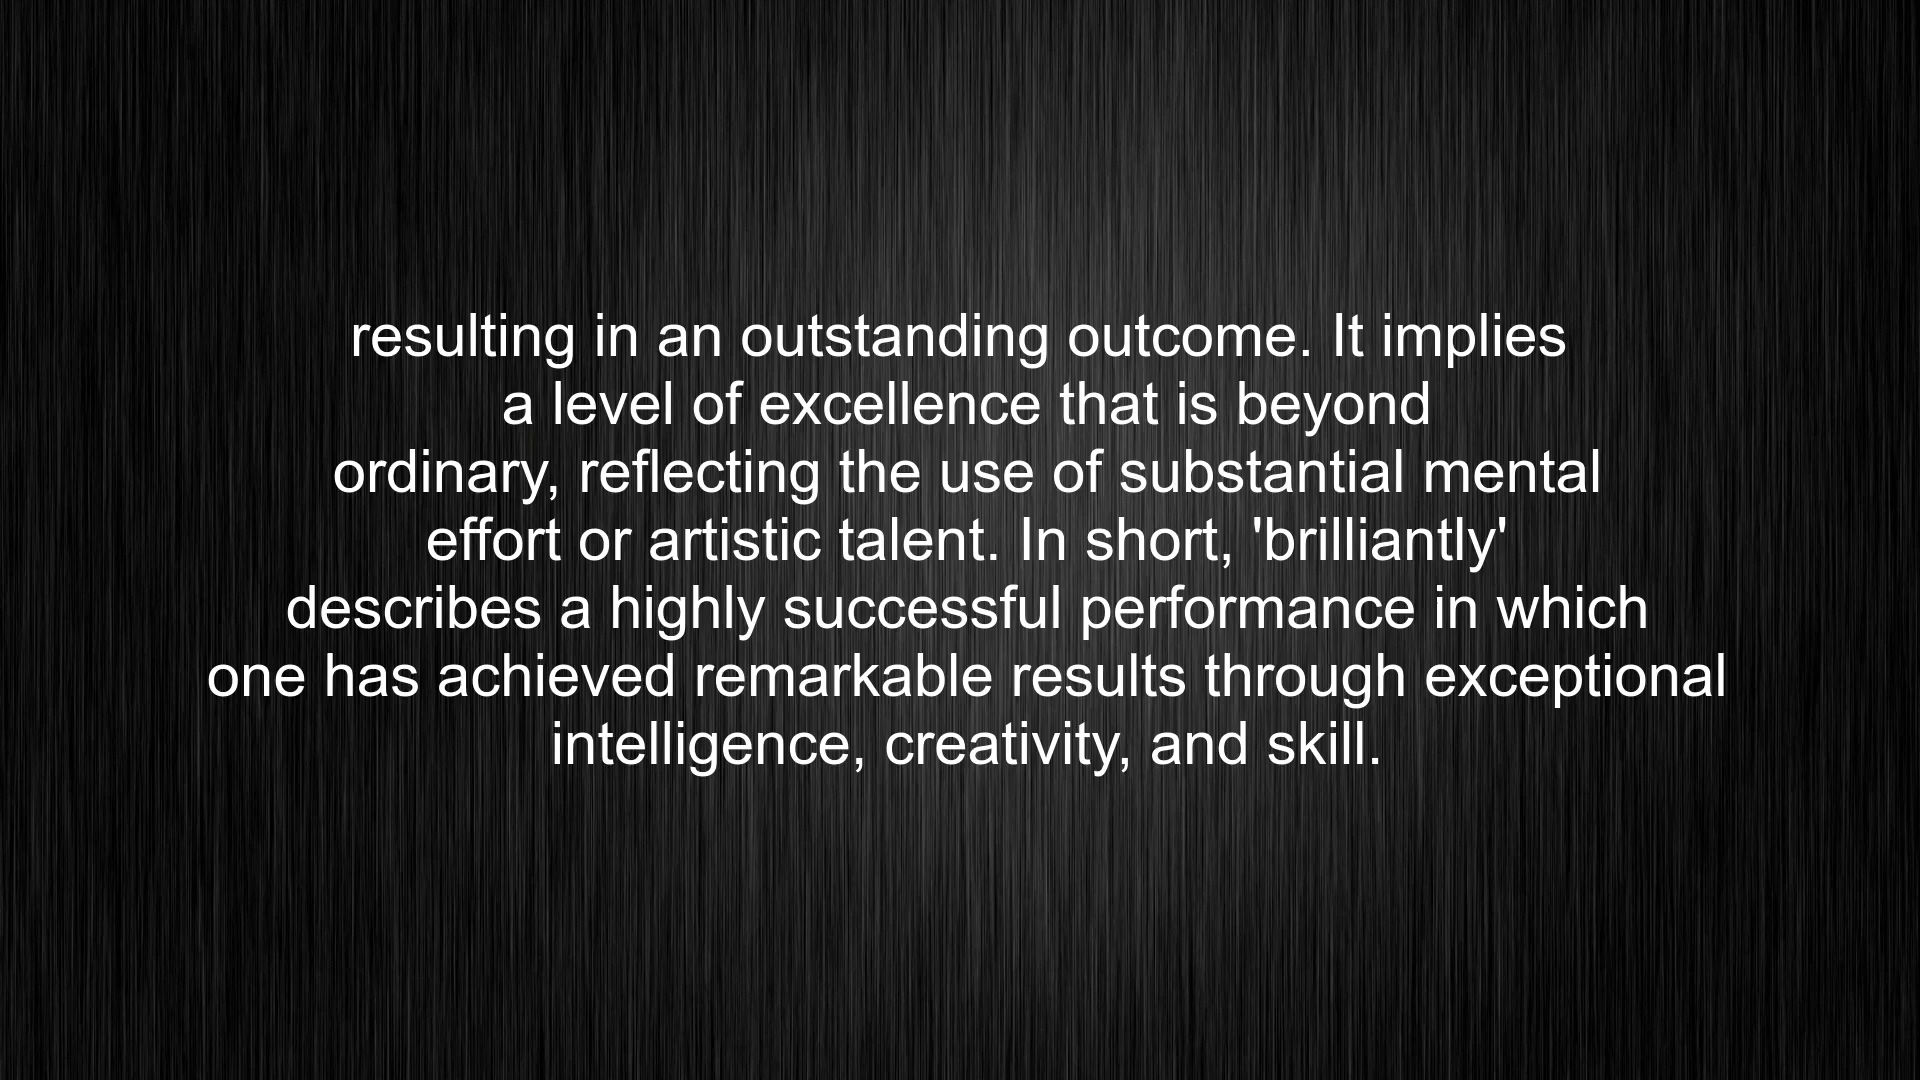 resulting in an outstanding outcome. It implies
a level of excellence that is beyond
ordinary, reflecting the use of substantial mental
effort or artistic talent. In short, 'brilliantly'
describes a highly successful performance in which
one has achieved remarkable results through exceptional
intelligence, creativity, and skill.